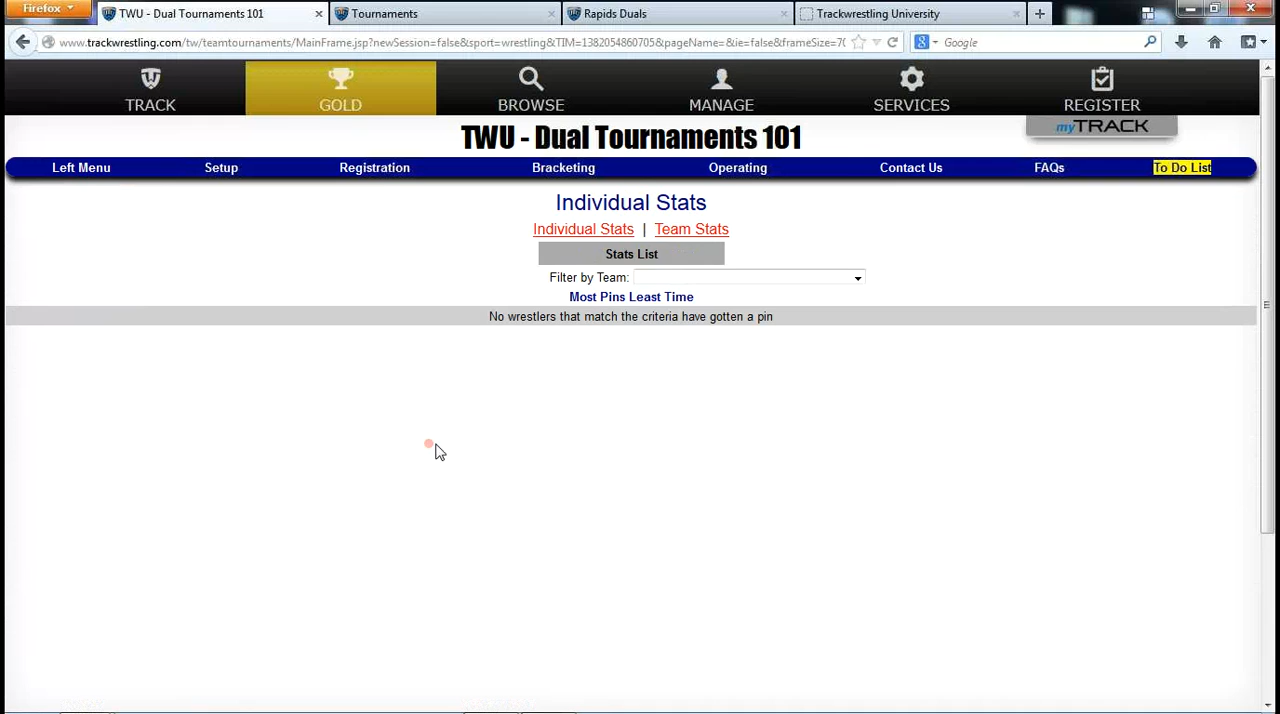 Firefox
TWU - Dual Tournaments 101
Tournaments
Rapids Duals
Trackwrestling University
www.trackwrestling.com/tw/teamtournaments/MainFrame.jsp?newSession=false&sport=wrestling&TIM=1382054860705&pageName=&ie=false&frameSize=70
Google
TRACK
GOLD
BROWSE
MANAGE
SERVICES
REGISTER
myTRACK
TWU - Dual Tournaments 101
Left Menu
Setup
Registration
Bracketing
Operating
Contact Us
FAQs
To Do List
Individual Stats
Individual Stats | Team Stats
Stats List
Filter by Team:
Most Pins Least Time
No wrestlers that match the criteria have gotten a pin